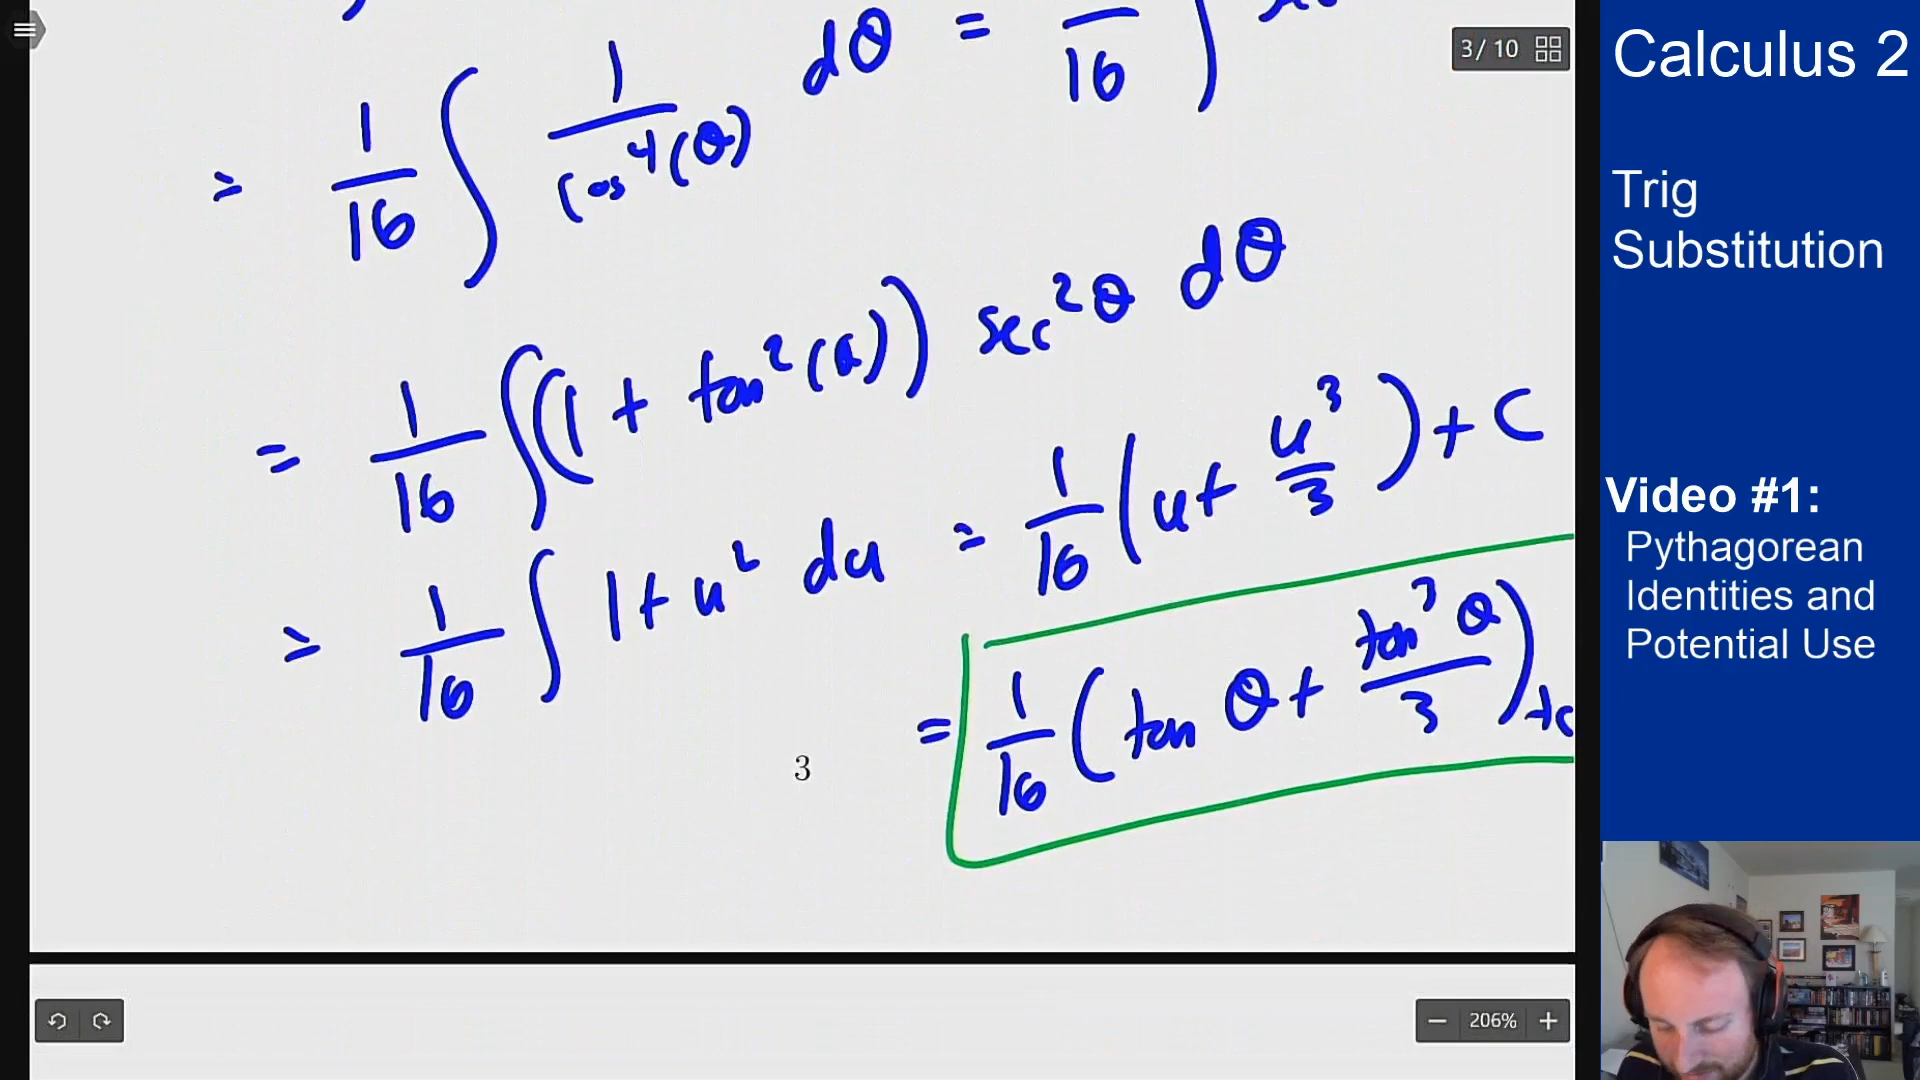 = 1/16 ∫ 1/cos⁴(θ) dθ = /16 ∫
= 1/16 ∫ (1 + tan²(θ)) sec²θ dθ
= 1/16 ∫ 1 + u² du = 1/16 (u + u³/3) + C
= 1/16 (tan θ + tan³ θ/3) + C
3
3 / 10
206%
Calculus 2
Trig
Substitution
Video #1:
Pythagorean
Identities and
Potential Use